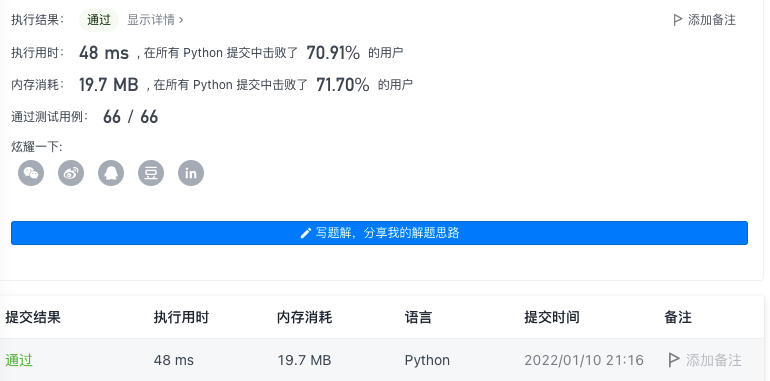 执行结果： 通过 显示详情 › 添加备注
执行用时： 48 ms , 在所有 Python 提交中击败了 70.91% 的用户
内存消耗： 19.7 MB , 在所有 Python 提交中击败了 71.70% 的用户
通过测试用例： 66 / 66
炫耀一下:
豆 in
写题解，分享我的解题思路
提交结果 执行用时 内存消耗 语言 提交时间 备注
通过 48 ms 19.7 MB Python 2022/01/10 21:16 添加备注